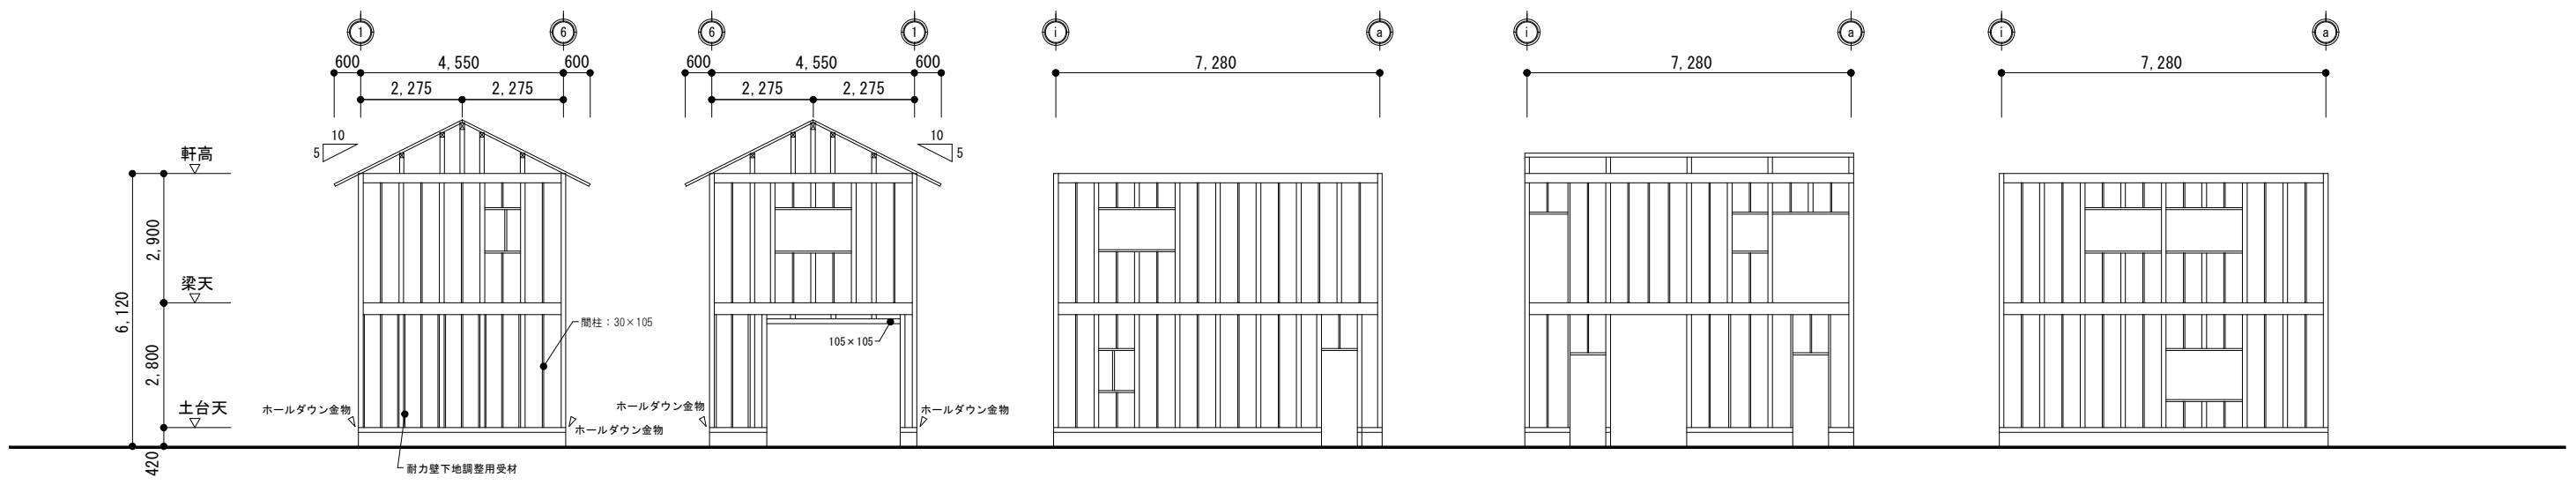 1
6
6
1
i
a
i
a
i
a
600
4,550
600
600
4,550
600
7,280
7,280
7,280
2,275
2,275
2,275
2,275
10
5
10
5
軒高
2,900
梁天
6,120
間柱：30×105
105×105
2,800
土台天
ホールダウン金物
ホールダウン金物
ホールダウン金物
ホールダウン金物
420
耐力壁下地調整用受材